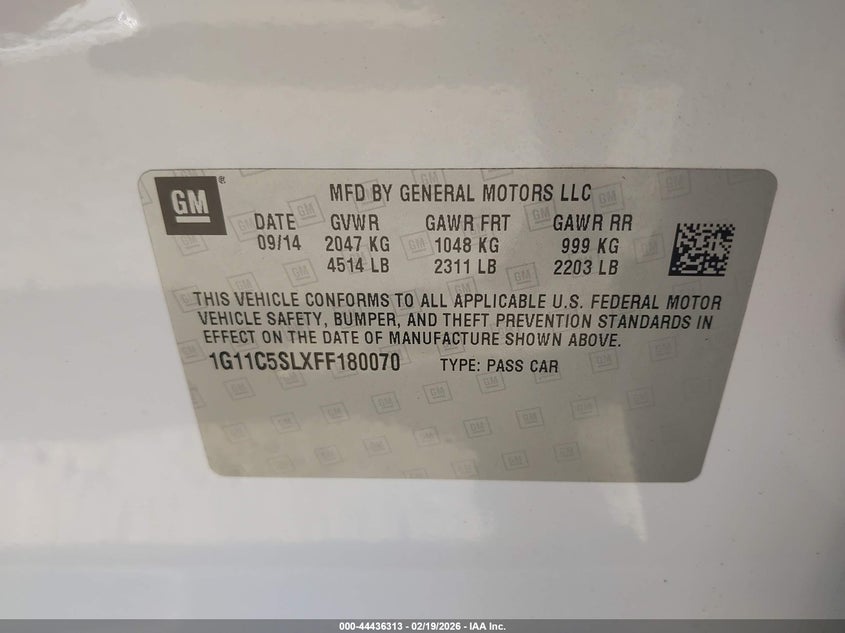 GM ® MFD BY GENERAL MOTORS LLC
DATE GVWR GAWR FRT GAWR RR
09/14 2047 KG 1048 KG 999 KG
4514 LB 2311 LB 2203 LB
THIS VEHICLE CONFORMS TO ALL APPLICABLE U.S. FEDERAL MOTOR
VEHICLE SAFETY, BUMPER, AND THEFT PREVENTION STANDARDS IN
EFFECT ON THE DATE OF MANUFACTURE SHOWN ABOVE.
1G11C5SLXFF180070 TYPE: PASS CAR
000-44436313 - 02/19/2026 - IAA Inc.